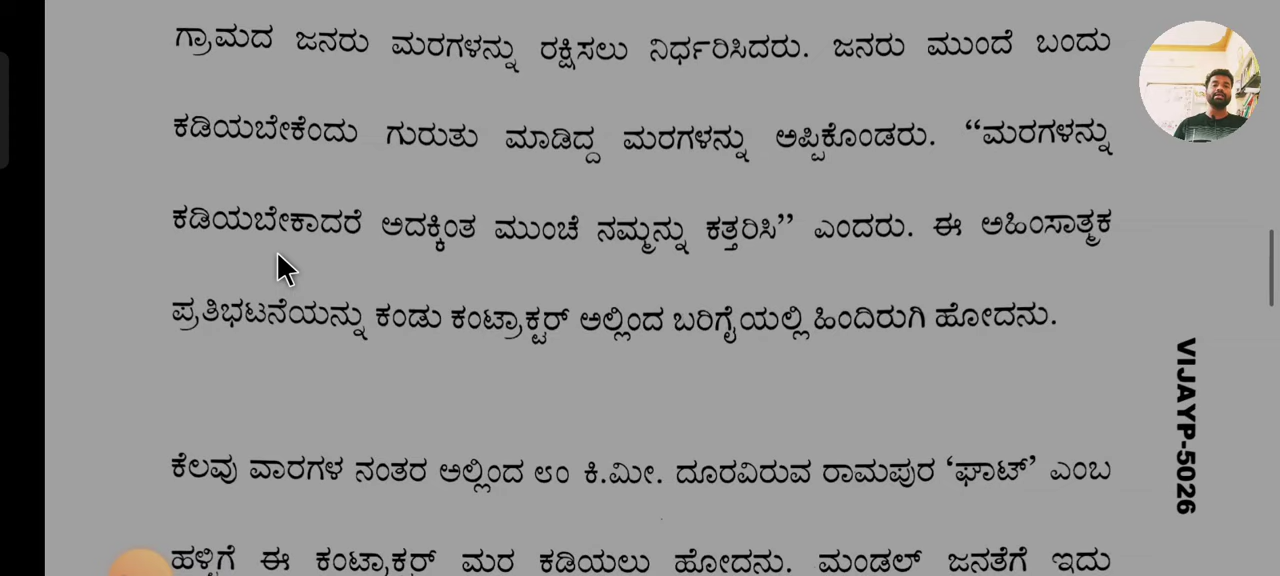 ಗ್ರಾಮದ ಜನರು ಮರಗಳನ್ನು ರಕ್ಷಿಸಲು ನಿರ್ಧರಿಸಿದರು. ಜನರು ಮುಂದೆ ಬಂದು
ಕಡಿಯಬೇಕೆಂದು ಗುರುತು ಮಾಡಿದ್ದ ಮರಗಳನ್ನು ಅಪ್ಪಿಕೊಂಡರು. “ಮರಗಳನ್ನು
ಕಡಿಯಬೇಕಾದರೆ ಅದಕ್ಕಿಂತ ಮುಂಚೆ ನಮ್ಮನ್ನು ಕತ್ತರಿಸಿ” ಎಂದರು. ಈ ಅಹಿಂಸಾತ್ಮಕ
ಪ್ರತಿಭಟನೆಯನ್ನು ಕಂಡು ಕಂಟ್ರಾಕ್ಟರ್ ಅಲ್ಲಿಂದ ಬರಿಗೈಯಲ್ಲಿ ಹಿಂದಿರುಗಿ ಹೋದನು.
ಕೆಲವು ವಾರಗಳ ನಂತರ ಅಲ್ಲಿಂದ ೮೦ ಕಿ.ಮೀ. ದೂರವಿರುವ ರಾಮಪುರ ‘ಘಾಟ್’ ಎಂಬ
ಹಳ್ಳಿಗೆ ಈ ಕಂಟ್ರಾಕ್ಟರ್ ಮರ ಕಡಿಯಲು ಹೋದನು. ಮಂಡಲ್ ಜನತೆಗೆ ಇದು
VIJAYP-5026